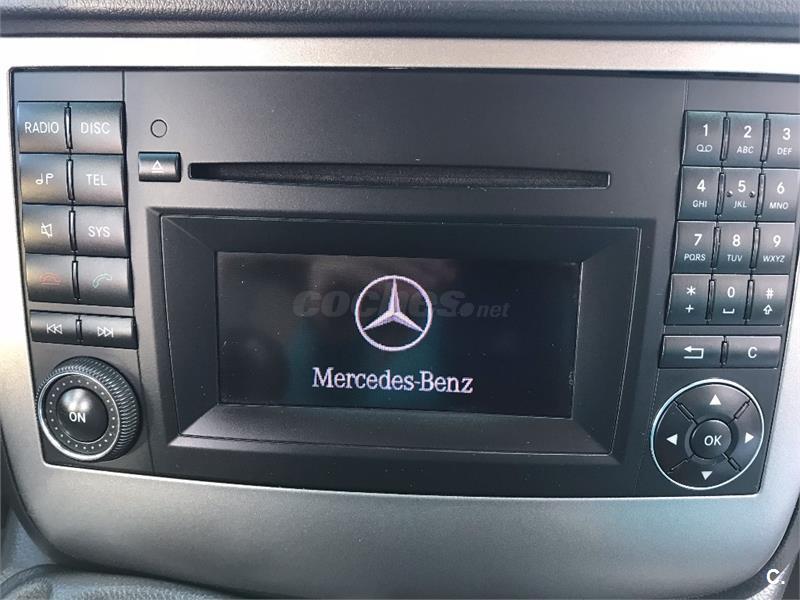 RADIO DISC
TEL
SYS
ON
coches.net
Mercedes-Benz
1 2 ABC 3 DEF
4 GHI 5 JKL 6 MNO
7 PQRS 8 TUV 9 WXYZ
* + 0 #
C
OK
C.